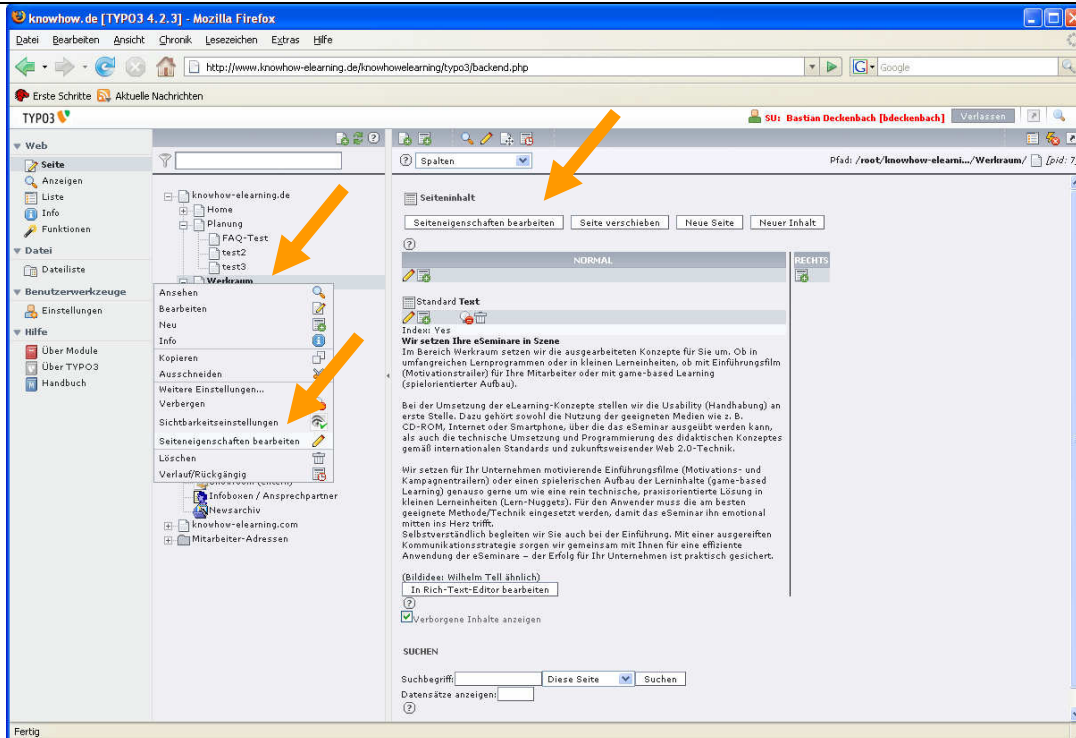 knowhow.de [TYPO3 4.2.3] - Mozilla Firefox
Datei Bearbeiten Ansicht Chronik Lesezeichen Extras Hilfe
http://www.knowhow-elearning.de/knowhowelearning/typo3/backend.php
G Google
Erste Schritte Aktuelle Nachrichten
TYPO3
SU: Bastian Deckenbach [bdeckenbach] Verlassen
Web
Seite
Anzeigen
Liste
Info
Funktionen
Datei
Dateiliste
Benutzerwerkzeuge
Einstellungen
Hilfe
Über Module
Über TYPO3
Handbuch
knowhow-elearning.de
Home
Planung
FAQ-Test
test2
test3
Werkraum
Ansehen
Bearbeiten
Neu
Info
Kopieren
Ausschneiden
Weitere Einstellungen...
Verbergen
Sichtbarkeitseinstellungen
Seiteneigenschaften bearbeiten
Löschen
Verlauf/Rückgängig
Infoboxen / Ansprechpartner
Newsarchiv
knowhow-elearning.com
Mitarbeiter-Adressen
Spalten
Pfad: /root/knowhow-elearni.../Werkraum/ [pid: 7]
Seiteninhalt
Seiteneigenschaften bearbeiten Seite verschieben Neue Seite Neuer Inhalt
NORMAL RECHTS
Standard Text
Index: Yes
Wir setzen Ihre eSeminare in Szene
Im Bereich Werkraum setzen wir die ausgearbeiteten Konzepte für Sie um. Ob in
umfangreichen Lernprogrammen oder in kleinen Lerneinheiten, ob mit Einführungsfilm
(Motivationstrailer) für Ihre Mitarbeiter oder mit game-based Learning
(spielorientierter Aufbau).
Bei der Umsetzung der eLearning-Konzepte stellen wir die Usability (Handhabung) an
erste Stelle. Dazu gehört sowohl die Nutzung der geeigneten Medien wie z. B.
CD-ROM, Internet oder Smartphone, über die das eSeminar ausgeübt werden kann,
als auch die technische Umsetzung und Programmierung des didaktischen Konzeptes
gemäß internationalen Standards und zukunftsweisender Web 2.0-Technik.
Wir setzen für Ihr Unternehmen motivierende Einführungsfilme (Motivations- und
Kampagnentrailern) oder einen spielerischen Aufbau der Lerninhalte (game-based
Learning) genauso gerne um wie eine rein technische, praxisorientierte Lösung in
kleinen Lerneinheiten (Lern-Nuggets). Für den Anwender muss die am besten
geeignete Methode/Technik eingesetzt werden, damit das eSeminar ihn emotional
mitten ins Herz trifft.
Selbstverständlich begleiten wir Sie auch bei der Einführung. Mit einer ausgereiften
Kommunikationsstrategie sorgen wir gemeinsam mit Ihnen für eine effiziente
Anwendung der eSeminare – der Erfolg für Ihr Unternehmen ist praktisch gesichert.
(Bildidee: Wilhelm Tell ähnlich)
In Rich-Text-Editor bearbeiten
Verborgene Inhalte anzeigen
SUCHEN
Suchbegriff: Diese Seite Suchen
Datensätze anzeigen:
Fertig